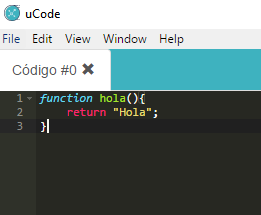 uCode
File Edit View Window Help
Código #0 ✖
1 function hola(){
2 return "Hola";
3 }